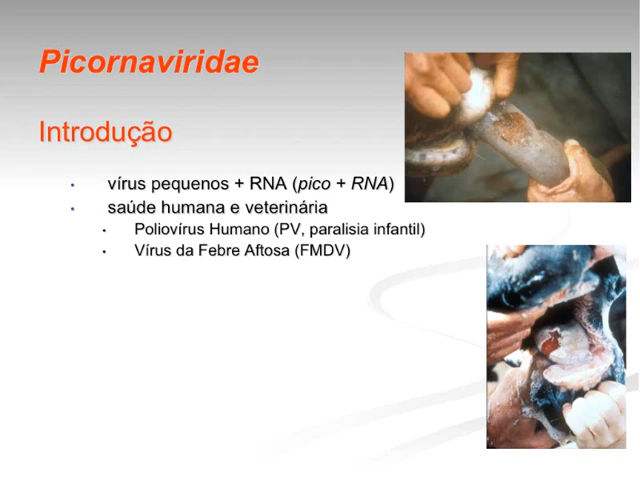 Picornaviridae
Introdução
• vírus pequenos + RNA (pico + RNA)
• saúde humana e veterinária
• Poliovírus Humano (PV, paralisia infantil)
• Vírus da Febre Aftosa (FMDV)